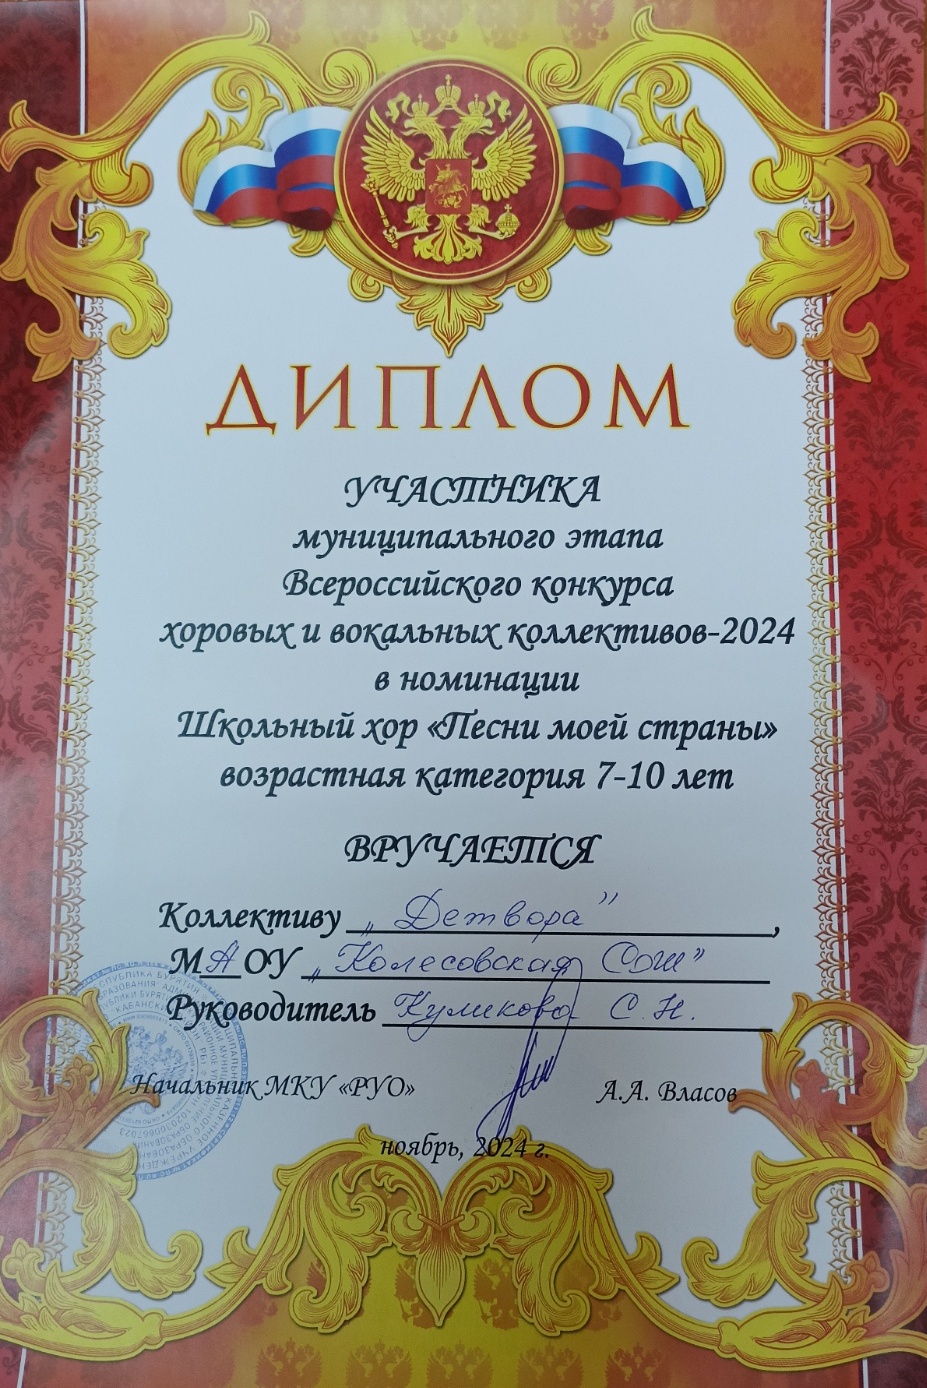 ДИПЛОМ
УЧАСТНИКА
муниципального этапа
Всероссийского конкурса
хоровых и вокальных коллективов-2024
в номинации
Школьный хор «Песни моей страны»
возрастная категория 7-10 лет
ВРУЧАЕТСЯ
Коллективу „Детвора",
МАОУ „Колесовская Сош"
Руководитель Куликова С.Н.
Начальник МКУ «РУО» А.А. Власов
ноябрь, 2024 г.